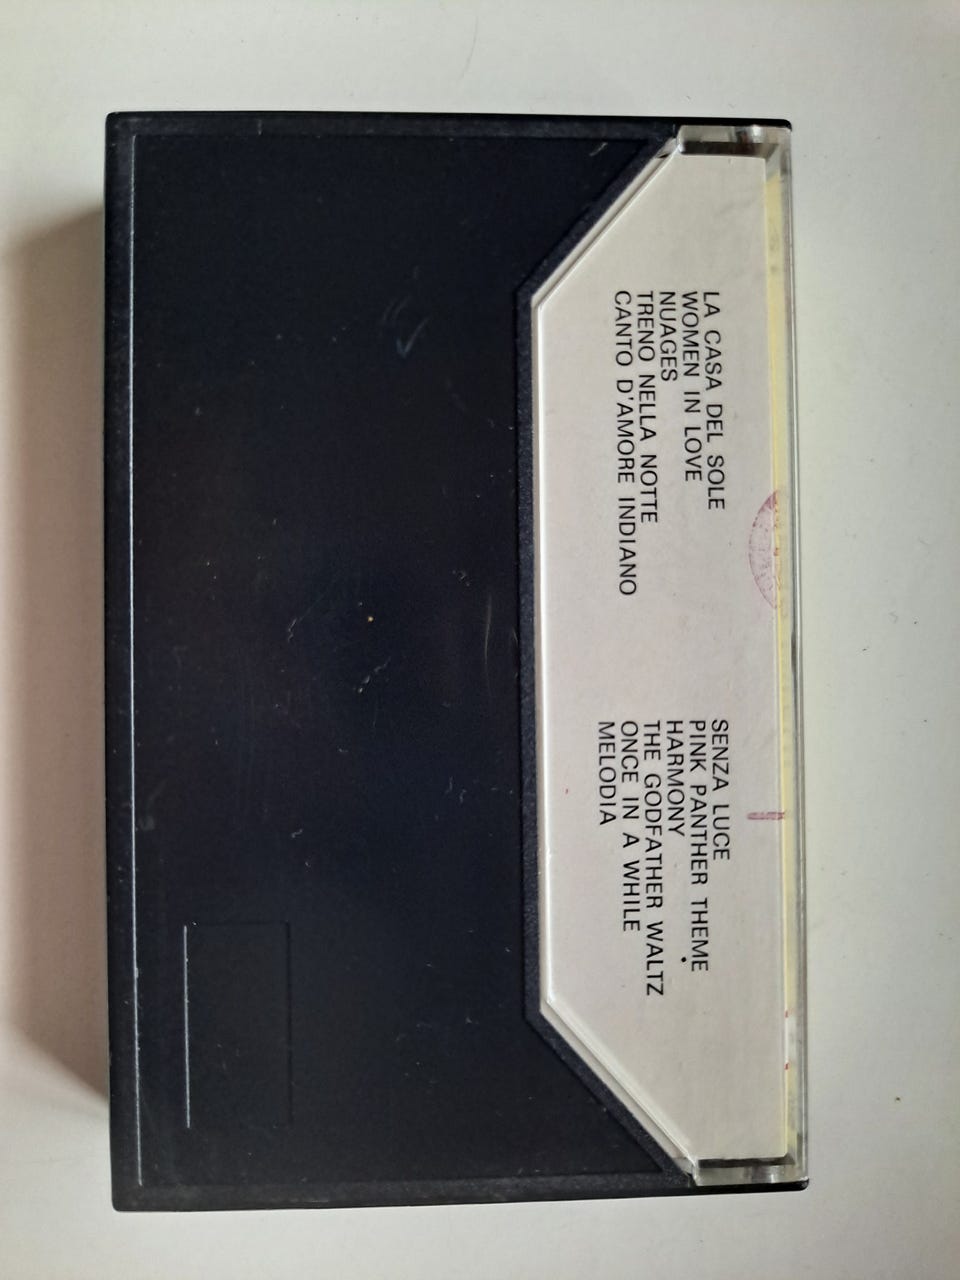 LA CASA DEL SOLE
WOMEN IN LOVE
NUAGES
TRENO NELLA NOTTE
CANTO D'AMORE INDIANO
SENZA LUCE
PINK PANTHER THEME
HARMONY
THE GODFATHER WALTZ
ONCE IN A WHILE
MELODIA